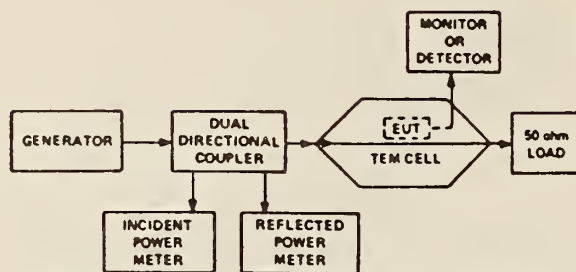 MONITOR
OR
DETECTOR
GENERATOR
DUAL
DIRECTIONAL
COUPLER
EUT
TEM CELL
50 ohm
LOAD
INCIDENT
POWER
METER
REFLECTED
POWER
METER